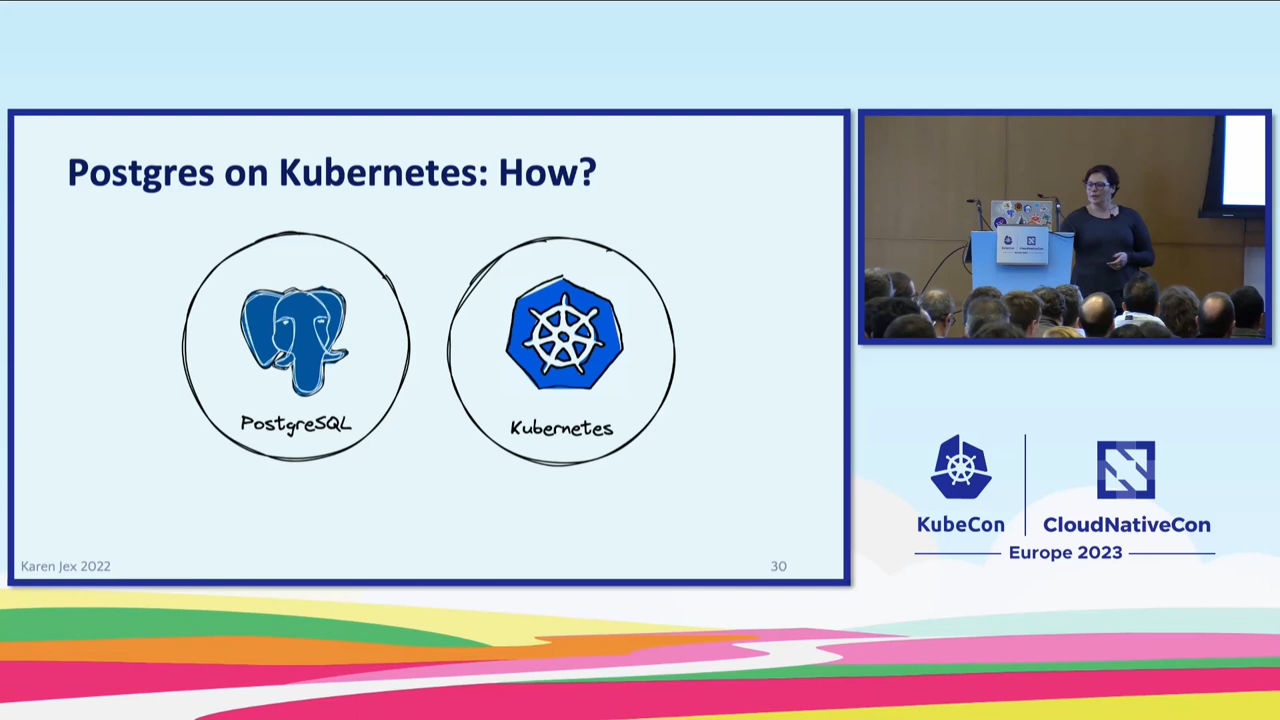 Postgres on Kubernetes: How?
PostgreSQL
Kubernetes
Karen Jex 2022
30
KubeCon
CloudNativeCon
Europe 2023